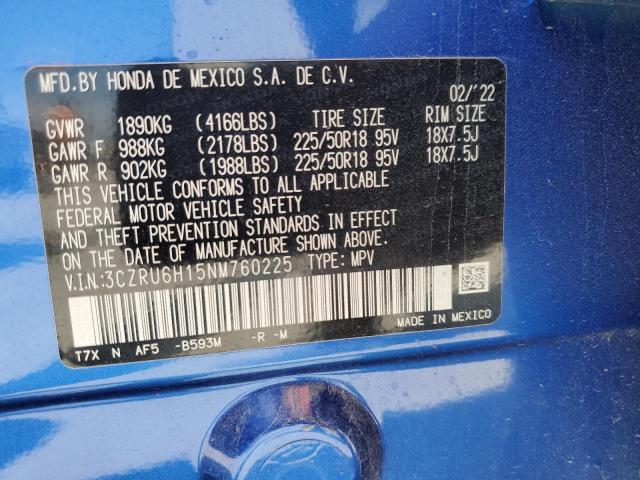 MFD.BY HONDA DE MEXICO S.A. DE C.V.
02/'22
TIRE SIZE RIM SIZE
GVWR 1890KG (4166LBS)
GAWR F 988KG (2178LBS) 225/50R18 95V 18X7.5J
GAWR R 902KG (1988LBS) 225/50R18 95V 18X7.5J
THIS VEHICLE CONFORMS TO ALL APPLICABLE
FEDERAL MOTOR VEHICLE SAFETY
AND THEFT PREVENTION STANDARDS IN EFFECT
ON THE DATE OF MANUFACTURE SHOWN ABOVE.
V.I.N.:3CZRU6H15NM760225 TYPE: MPV
T7X N AF5 -B593M -R -M
MADE IN MEXICO